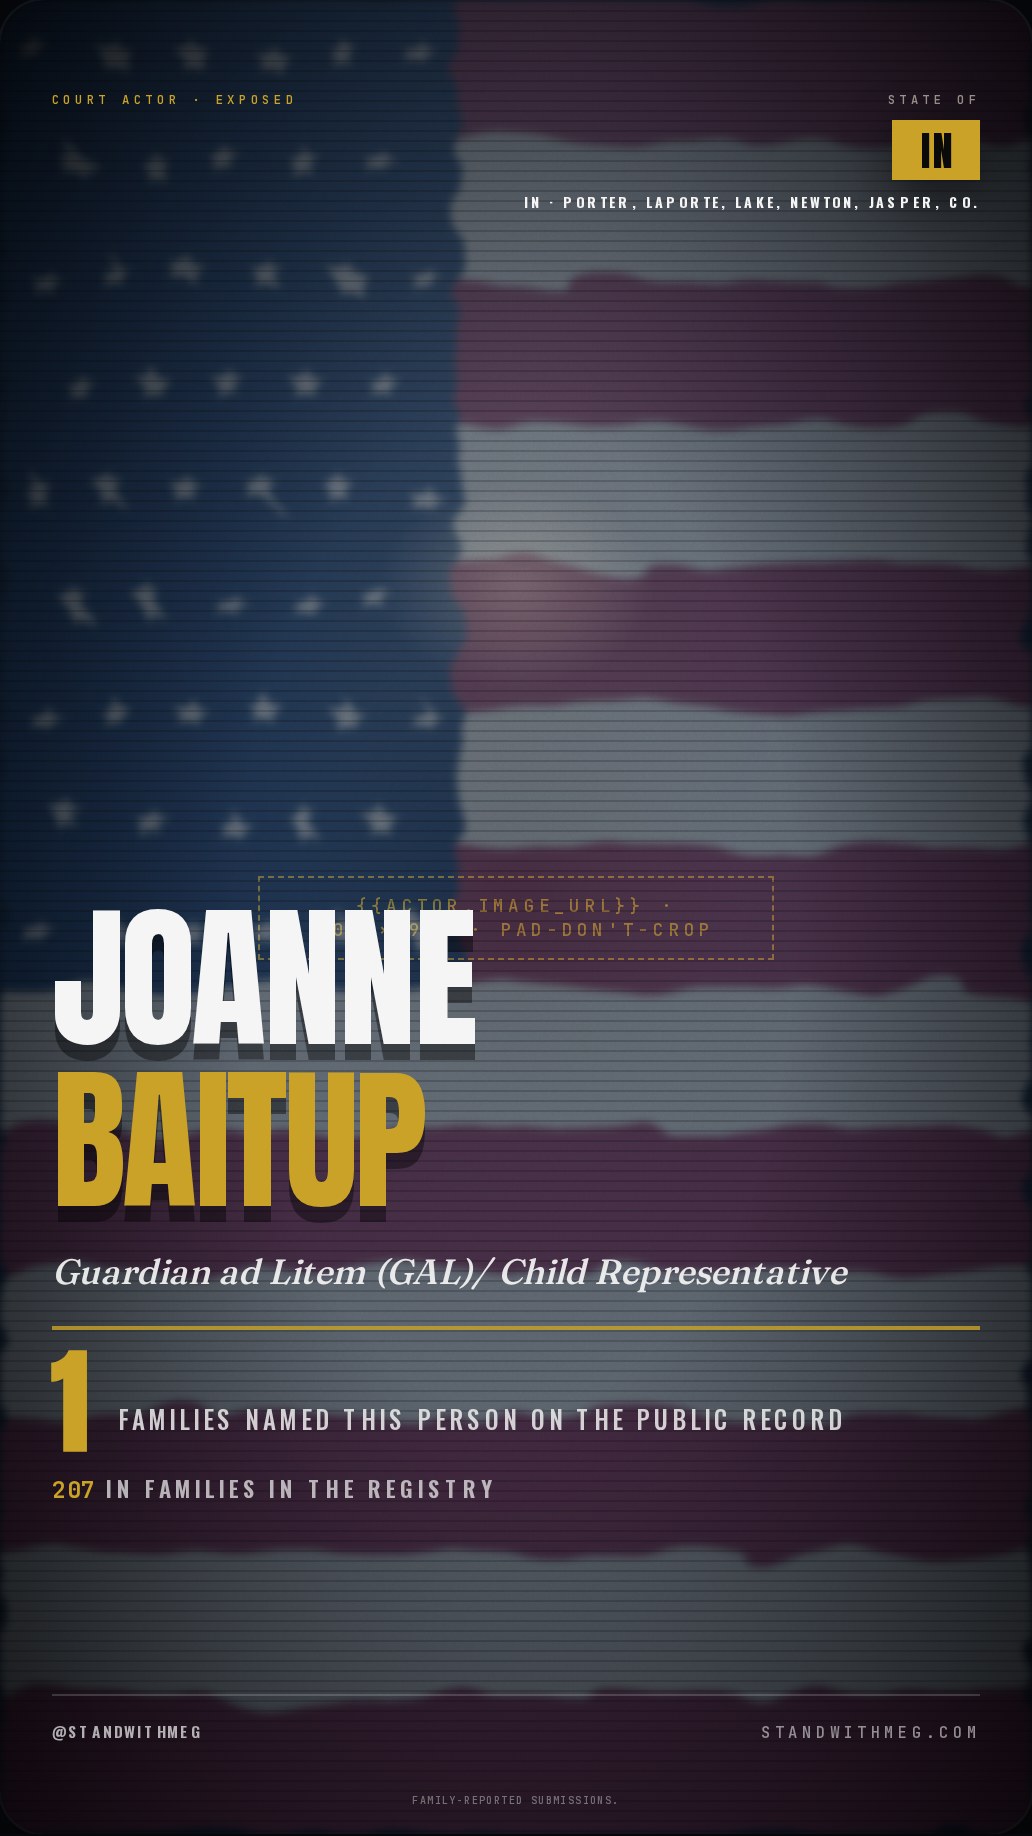 COURT ACTOR · EXPOSED
STATE OF
IN
IN · PORTER, LAPORTE, LAKE, NEWTON, JASPER, CO.
{{ACTOR_IMAGE_URL}} ·
· PAD-DON'T-CROP
JOANNE
BAITUP
Guardian ad Litem (GAL)/ Child Representative
1 FAMILIES NAMED THIS PERSON ON THE PUBLIC RECORD
207 IN FAMILIES IN THE REGISTRY
@STANDWITHMEG
STANDWITHMEG.COM
FAMILY-REPORTED SUBMISSIONS.